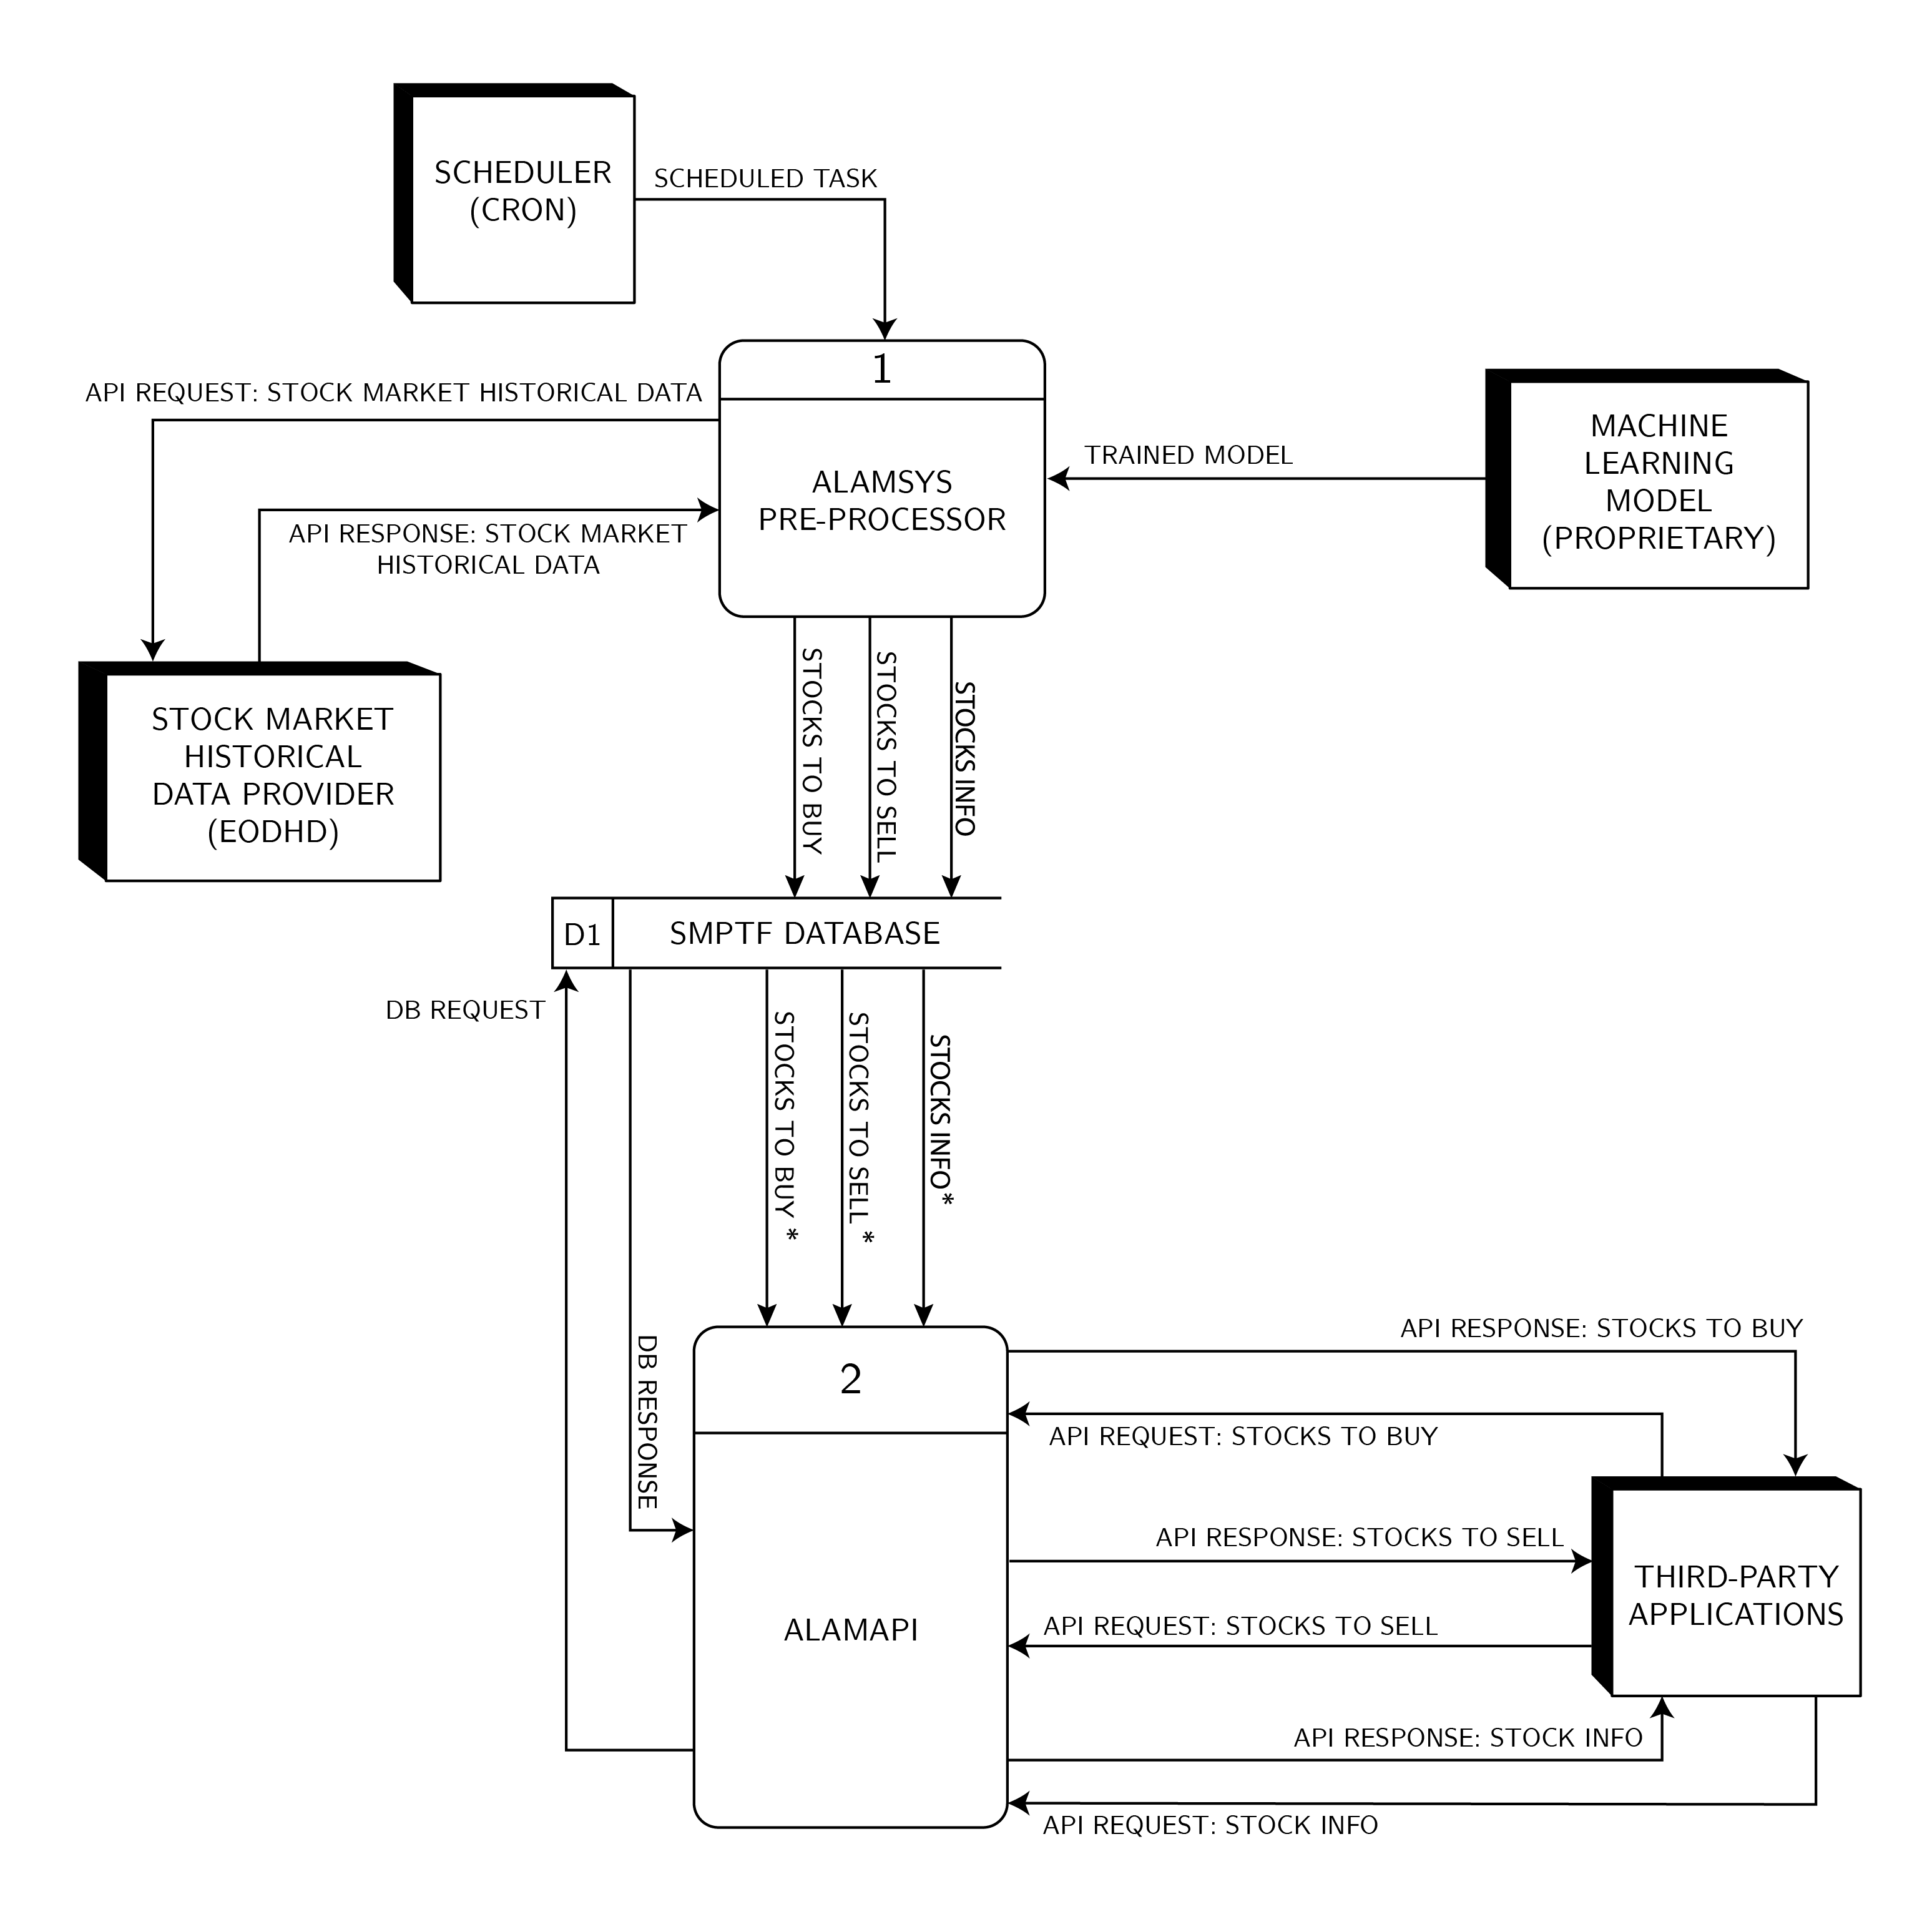 SCHEDULER
(CRON)
SCHEDULED TASK
1
ALAMSYS
PRE-PROCESSOR
API REQUEST: STOCK MARKET HISTORICAL DATA
API RESPONSE: STOCK MARKET
HISTORICAL DATA
TRAINED MODEL
MACHINE
LEARNING
MODEL
(PROPRIETARY)
STOCK MARKET
HISTORICAL
DATA PROVIDER
(EODHD)
STOCKS TO BUY
STOCKS TO SELL
STOCKS INFO
D1
SMPTF DATABASE
DB REQUEST
DB RESPONSE
STOCKS TO BUY *
STOCKS TO SELL *
STOCKS INFO *
2
ALAMAPI
API RESPONSE: STOCKS TO BUY
API REQUEST: STOCKS TO BUY
API RESPONSE: STOCKS TO SELL
API REQUEST: STOCKS TO SELL
THIRD-PARTY
APPLICATIONS
API RESPONSE: STOCK INFO
API REQUEST: STOCK INFO